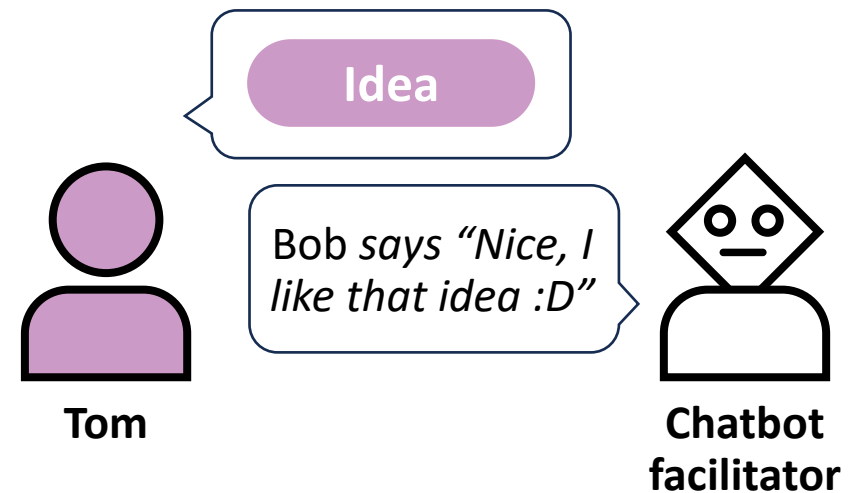 Idea
Bob says “Nice, I
like that idea :D”
Tom
Chatbot
facilitator